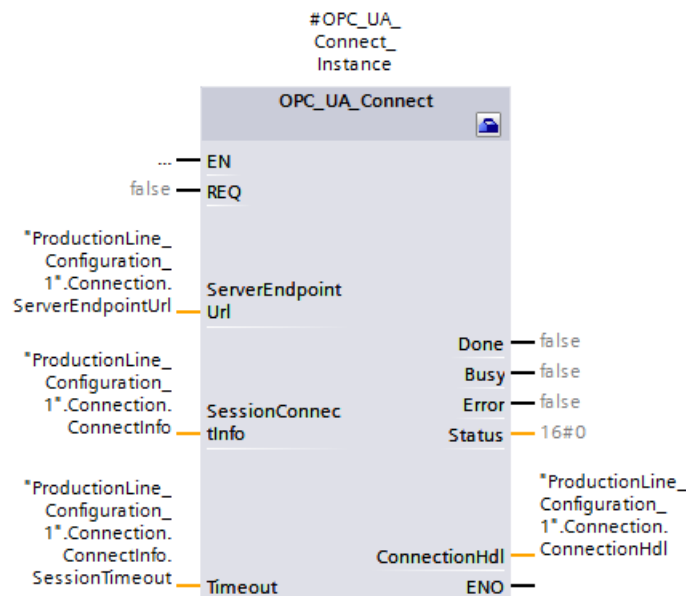 #OPC_UA_
Connect_
Instance
OPC_UA_Connect
... EN
false REQ
"ProductionLine_
Configuration_
1".Connection.
ServerEndpointUrl
ServerEndpoint
Url
"ProductionLine_
Configuration_
1".Connection.
ConnectInfo
SessionConnec
tInfo
"ProductionLine_
Configuration_
1".Connection.
ConnectInfo.
SessionTimeout
Timeout
Done false
Busy false
Error false
Status 16#0
ConnectionHdl
"ProductionLine_
Configuration_
1".Connection.
ConnectionHdl
ENO